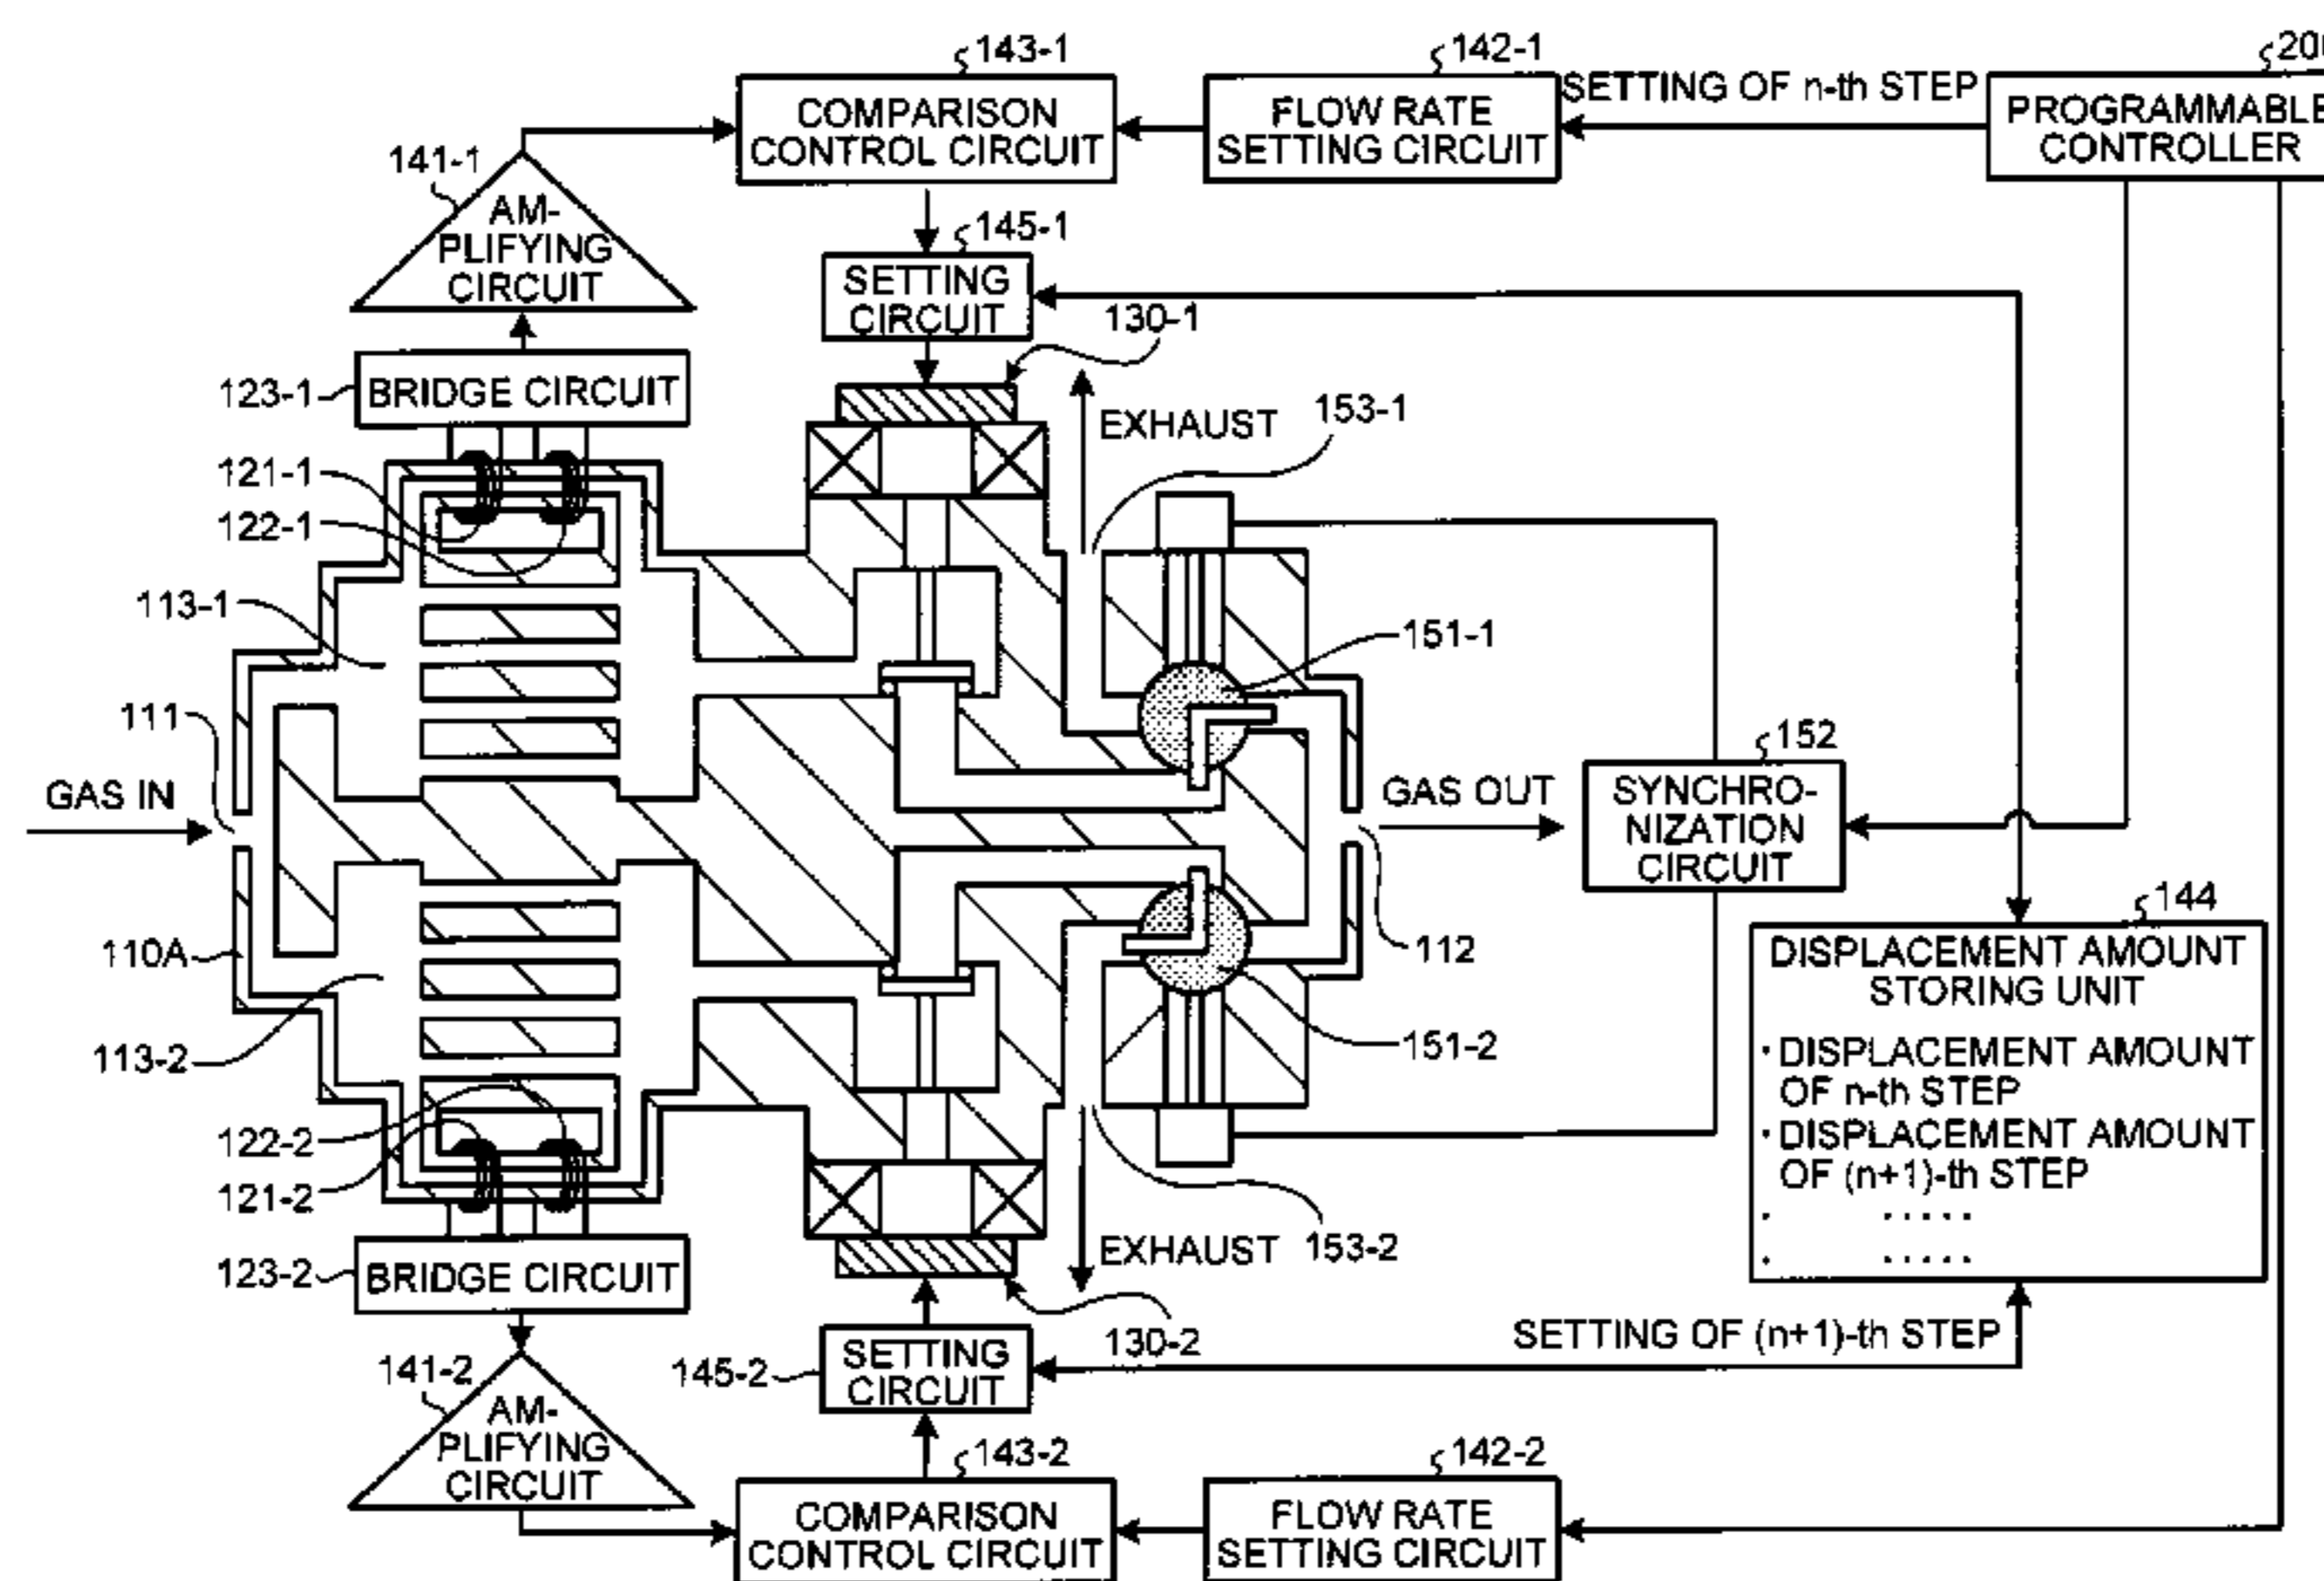 143-1
142-1
200
SETTING OF n-th STEP
COMPARISON
CONTROL CIRCUIT
FLOW RATE
SETTING CIRCUIT
PROGRAMMABLE
CONTROLLER
141-1
AM-
PLIFYING
CIRCUIT
145-1
SETTING
CIRCUIT
130-1
123-1
BRIDGE CIRCUIT
EXHAUST
153-1
121-1
122-1
113-1
151-1
111
152
GAS IN
GAS OUT
SYNCHRO-
NIZATION
CIRCUIT
144
110A
112
DISPLACEMENT AMOUNT
STORING UNIT
113-2
151-2
· DISPLACEMENT AMOUNT
OF n-th STEP
· DISPLACEMENT AMOUNT
OF (n+1)-th STEP
· ·····
· ·····
122-2
121-2
EXHAUST
153-2
123-2
BRIDGE CIRCUIT
130-2
SETTING OF (n+1)-th STEP
141-2
AM-
PLIFYING
CIRCUIT
145-2
SETTING
CIRCUIT
143-2
142-2
COMPARISON
CONTROL CIRCUIT
FLOW RATE
SETTING CIRCUIT